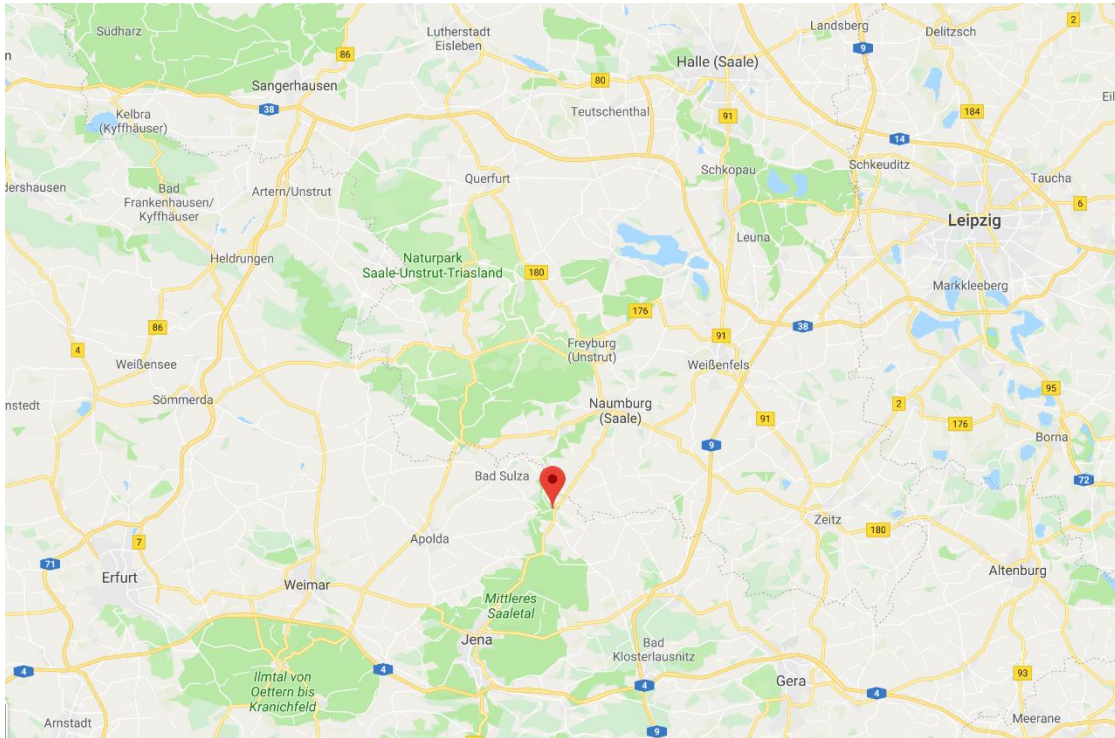 Südharz
Lutherstadt
Eisleben
Landsberg
Delitzsch
2
9
86
n
Sangerhausen
80
Halle (Saale)
Teutschenthal
Eil
38
Kelbra
(Kyffhäuser)
91
184
14
dershausen
Bad
Frankenhausen/
Kyffhäuser
Artern/Unstrut
Querfurt
Schkopau
Schkeuditz
Taucha
6
Leipzig
Leuna
Heldrungen
Naturpark
Saale-Unstrut-Triasland
180
Markkleeberg
176
86
38
4
91
Weißensee
Freyburg
(Unstrut)
Weißenfels
95
nstedt
Sömmerda
Naumburg
(Saale)
2
91
176
Borna
9
Bad Sulza
72
Zeitz
180
7
Apolda
71
Erfurt
Weimar
Altenburg
Mittleres
Saaletal
Jena
Bad
Klosterlausnitz
4
4
Ilmtal von
Oettern bis
Kranichfeld
4
Gera
4
93
Arnstadt
9
Meerane